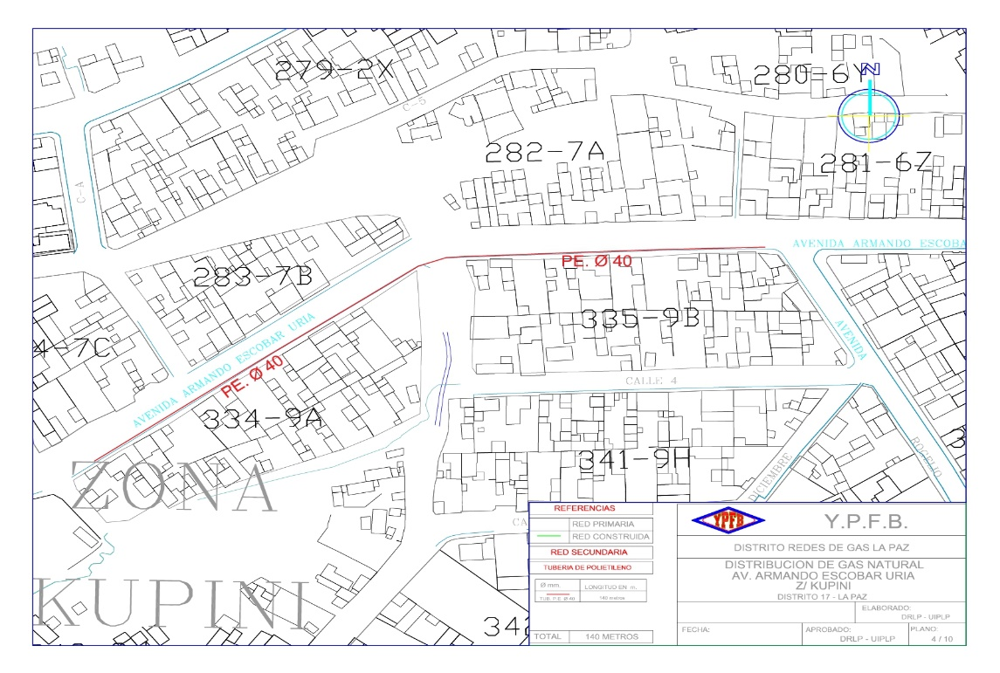 279-2X
280-6Y
N
C-5
282-7A
281-6Z
C-A
AVENIDA ARMANDO ESCOBA
283-7B
PE. Ø 40
335-9B
4-7C
AVENIDA ARMANDO ESCOBAR URIA
PE. Ø 40
AVENIDA
CALLE 4
334-9A
341-9H
ROGELIO
DICIEMBRE
ZONA
KUPINI
CA
342
REFERENCIAS
RED PRIMARIA
RED CONSTRUIDA
RED SECUNDARIA
TUBERIA DE POLIETILENO
Ø mm.
LONGITUD EN m.
TUB. P.E. Ø 40
140 metros
TOTAL
140 METROS
YPFB
Y.P.F.B.
DISTRITO REDES DE GAS LA PAZ
DISTRIBUCION DE GAS NATURAL
AV. ARMANDO ESCOBAR URIA
Z/ KUPINI
DISTRITO 17 - LA PAZ
ELABORADO:
DRLP - UIPLP
FECHA:
APROBADO:
DRLP - UIPLP
PLANO:
4 / 10